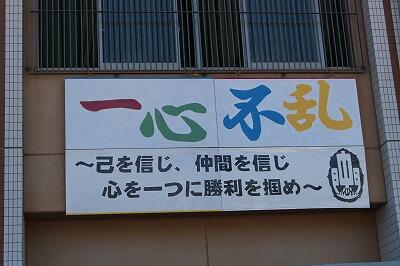 一心不乱
～己を信じ、仲間を信じ
心を一つに勝利を掴め～